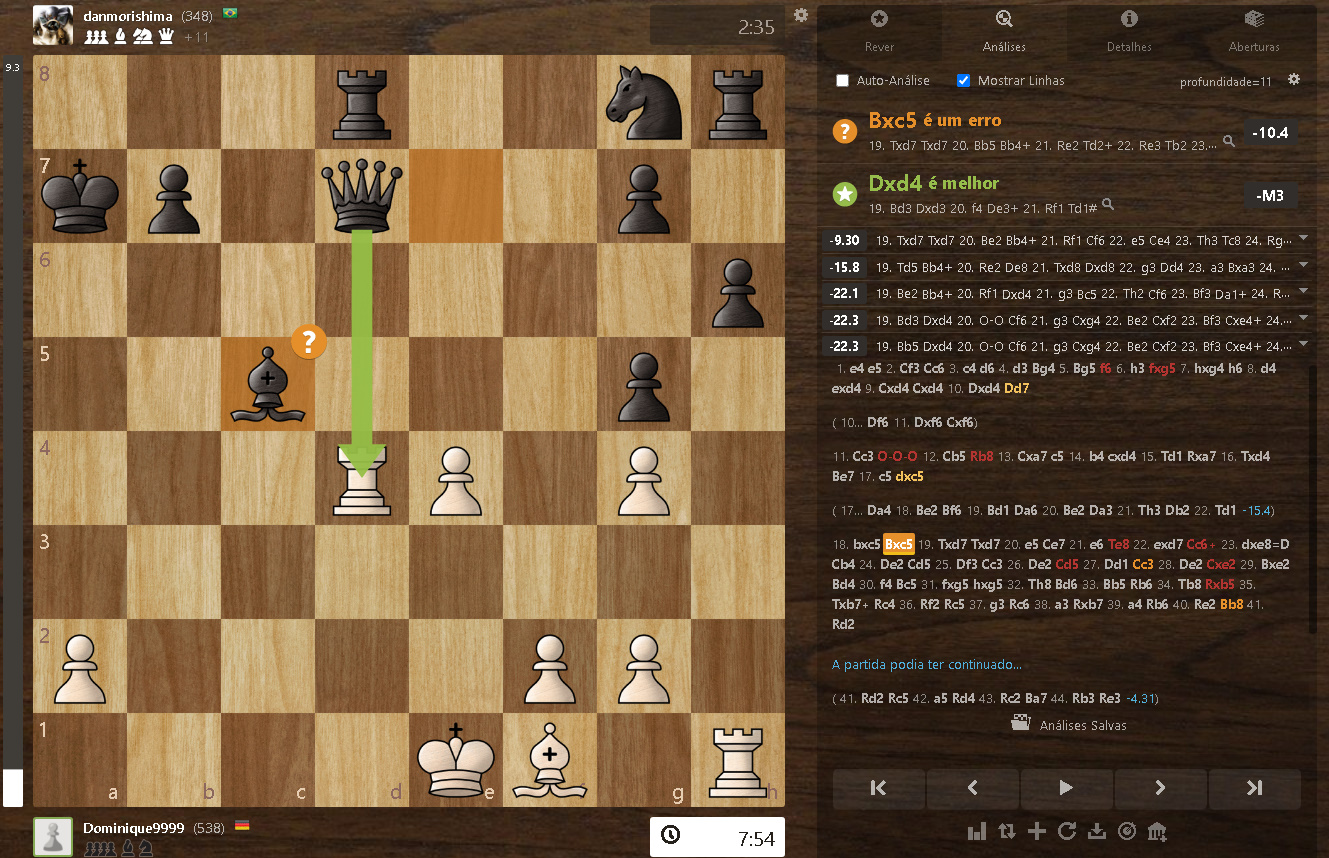 danmorishima (348)
+11
2:35
9.3
8
7
6
5
4
3
2
1
a b c d e f g h
?
Dominique9999 (538)
7:54
Rever Análises Detalhes Aberturas
Auto-Análise Mostrar Linhas profundidade=11
? Bxc5 é um erro -10.4
19. Txd7 Txd7 20. Bb5 Bb4+ 21. Re2 Td2+ 22. Re3 Tb2 23....
Dxd4 é melhor -M3
19. Bd3 Dxd3 20. f4 De3+ 21. Rf1 Td1#
-9.30 19. Txd7 Txd7 20. Be2 Bb4+ 21. Rf1 Cf6 22. e5 Ce4 23. Th3 Tc8 24. Rg...
-15.8 19. Td5 Bb4+ 20. Re2 De8 21. Txd8 Dxd8 22. g3 Dd4 23. a3 Bxa3 24. ...
-22.1 19. Be2 Bb4+ 20. Rf1 Dxd4 21. g3 Bc5 22. Th2 Cf6 23. Bf3 Da1+ 24. R...
-22.3 19. Bd3 Dxd4 20. O-O Cf6 21. g3 Cxg4 22. Be2 Cxf2 23. Bf3 Cxe4+ 24....
-22.3 19. Bb5 Dxd4 20. O-O Cf6 21. g3 Cxg4 22. Be2 Cxf2 23. Bf3 Cxe4+ 24....
1. e4 e5 2. Cf3 Cc6 3. c4 d6 4. d3 Bg4 5. Bg5 f6 6. h3 fxg5 7. hxg4 h6 8. d4
exd4 9. Cxd4 Cxd4 10. Dxd4 Dd7
( 10... Df6 11. Dxf6 Cxf6)
11. Cc3 O-O-O 12. Cb5 Rb8 13. Cxa7 c5 14. b4 cxd4 15. Td1 Rxa7 16. Txd4
Be7 17. c5 dxc5
( 17... Da4 18. Be2 Bf6 19. Bd1 Da6 20. Be2 Da3 21. Th3 Db2 22. Td1 -15.4)
18. bxc5 Bxc5 19. Txd7 Txd7 20. e5 Ce7 21. e6 Te8 22. exd7 Cc6+ 23. dxe8=D
Cb4 24. De2 Cd5 25. Df3 Cc3 26. De2 Cd5 27. Dd1 Cc3 28. De2 Cxe2 29. Bxe2
Bd4 30. f4 Bc5 31. fxg5 hxg5 32. Th8 Bd6 33. Bb5 Rb6 34. Tb8 Rxb5 35.
Txb7+ Rc4 36. Rf2 Rc5 37. g3 Rc6 38. a3 Rxb7 39. a4 Rb6 40. Re2 Bb8 41.
Rd2
A partida podia ter continuado...
( 41. Rd2 Rc5 42. a5 Rd4 43. Rc2 Ba7 44. Rb3 Re3 -4.31)
Análises Salvas